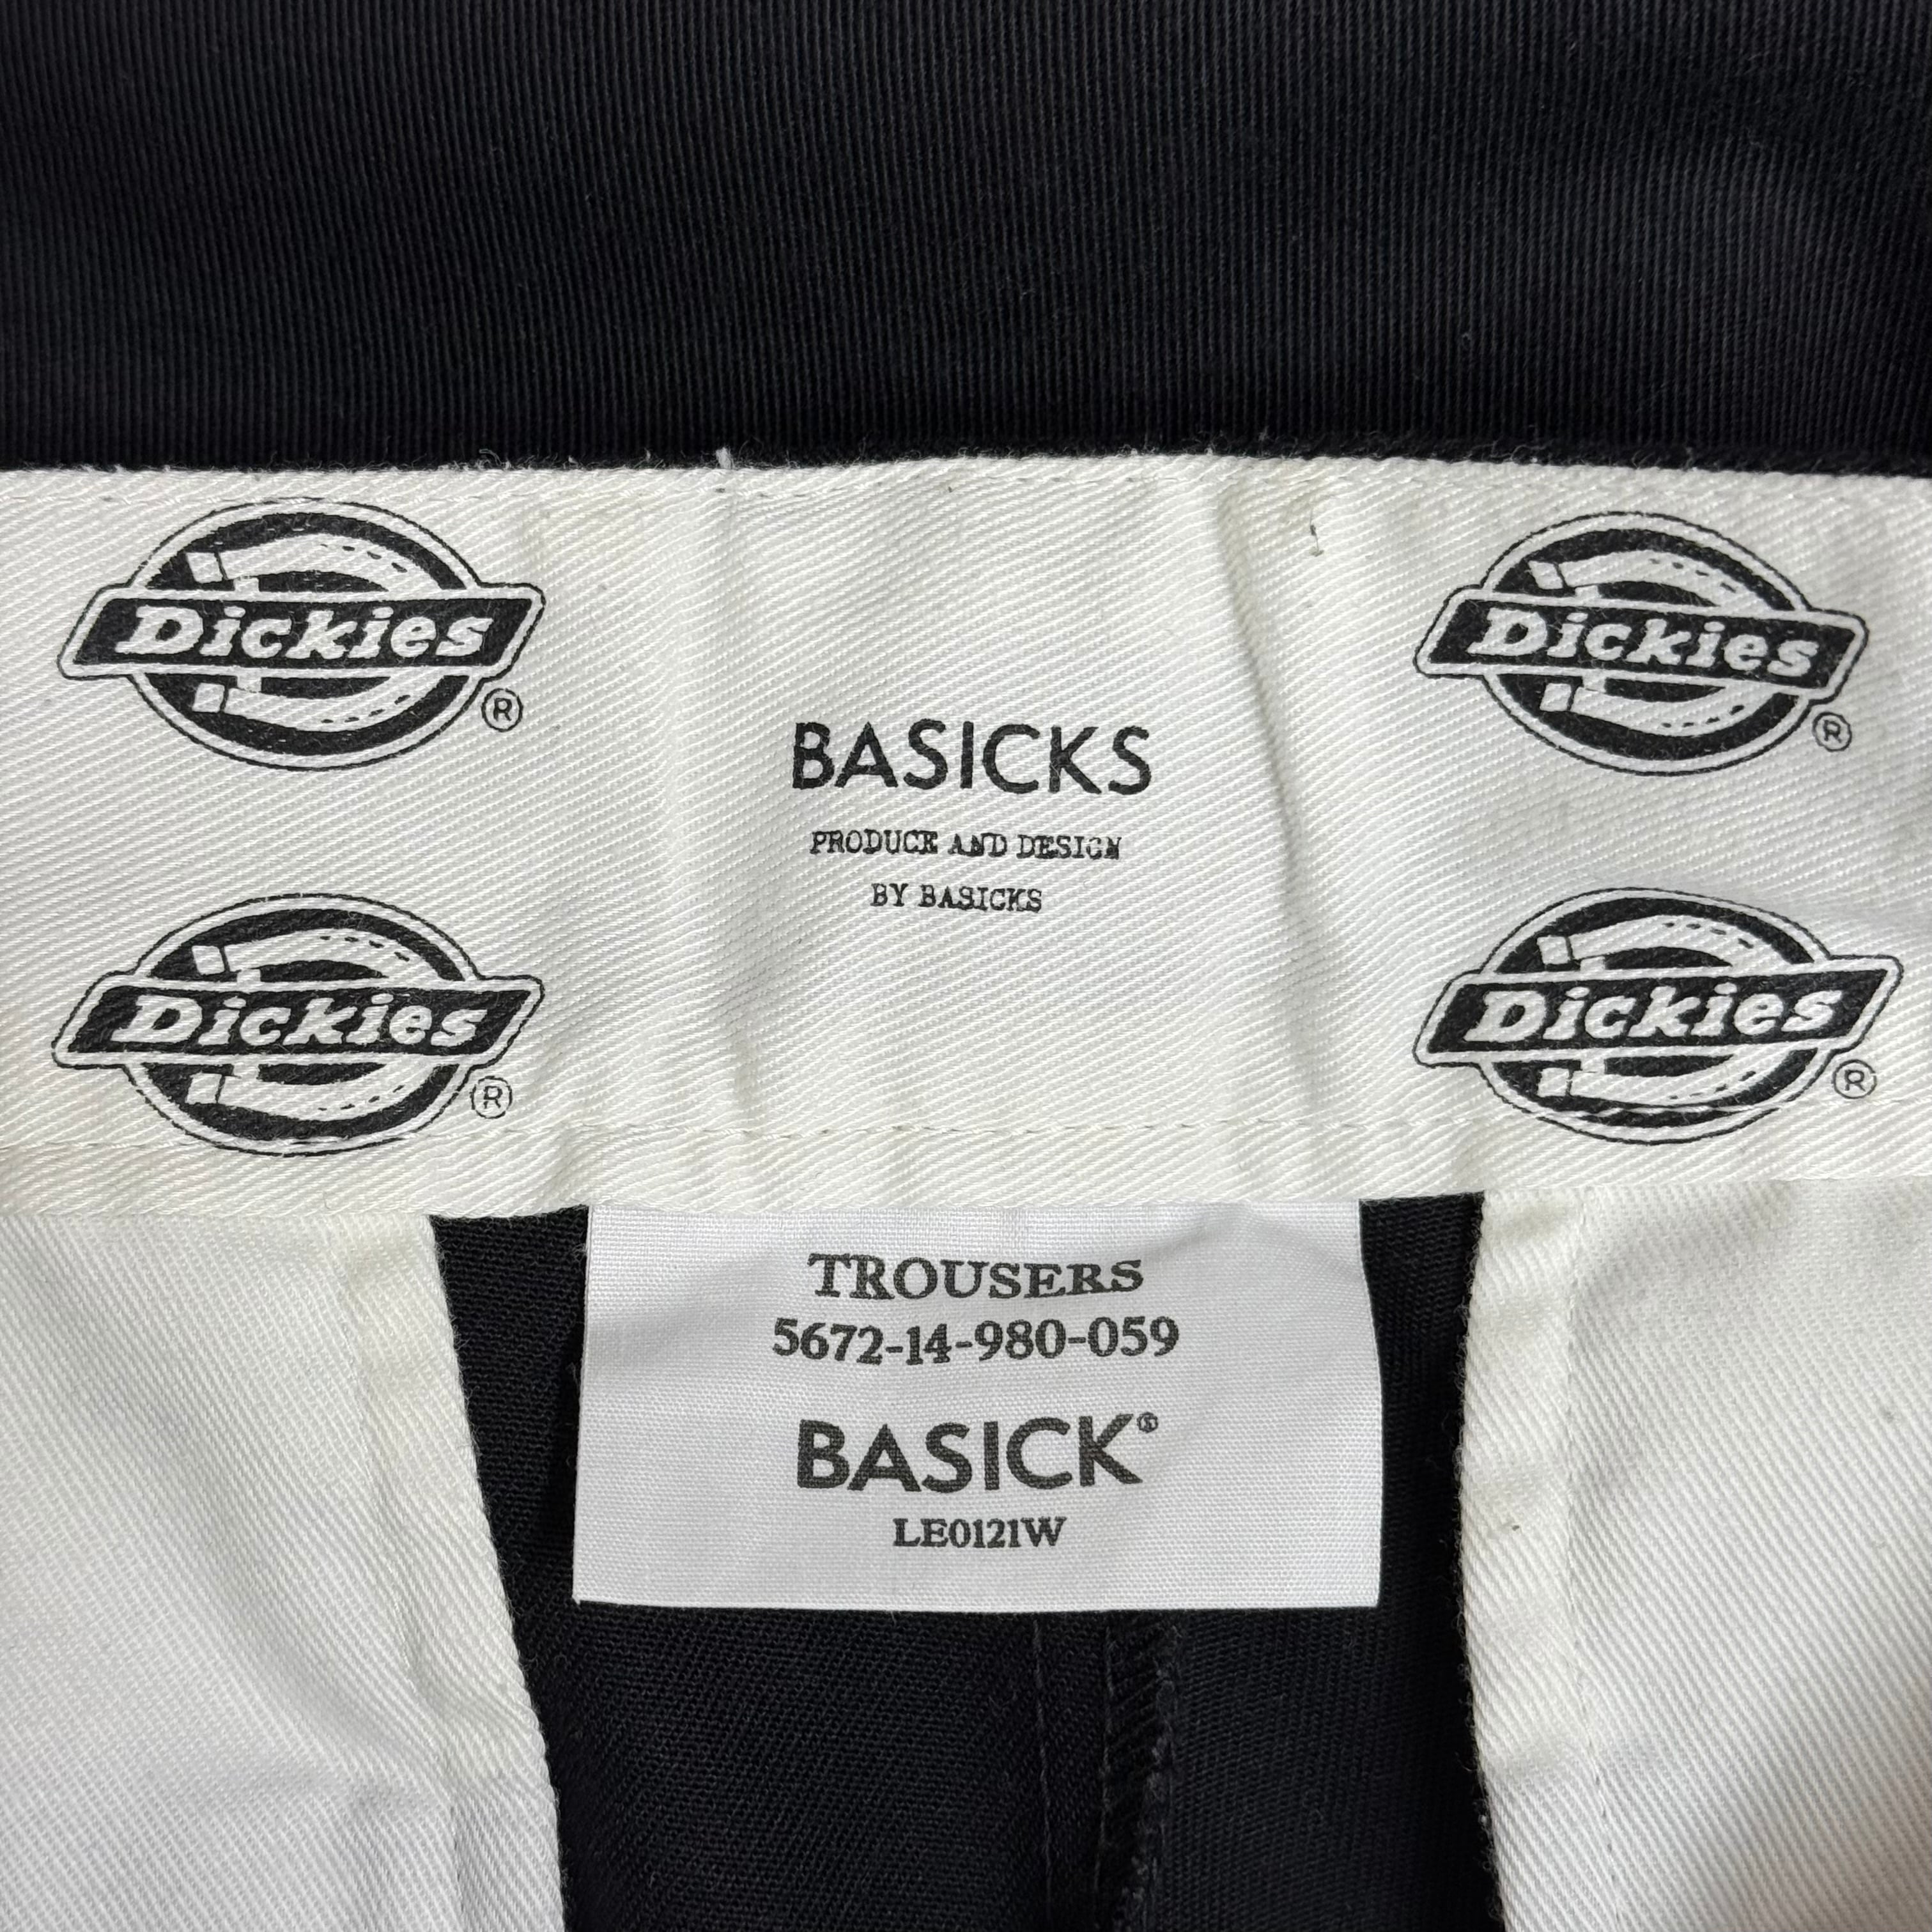 Dickies ®
BASICKS
PRODUCE AND DESIGN
BY BASICKS
Dickies ®
Dickies ®
Dickies ®
TROUSERS
5672-14-980-059
BASICK®
LE0121W